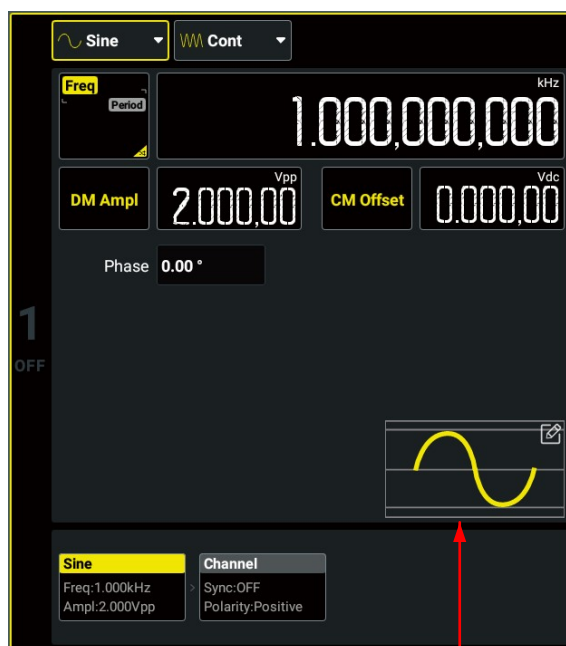 Sine Cont
Freq
Period
kHz
1.000,000,000
DM Ampl
Vpp
2.000,00
CM Offset
Vdc
0.000,00
Phase 0.00 °
1
OFF
Sine
Freq:1.000kHz
Ampl:2.000Vpp
>
Channel
Sync:OFF
Polarity:Positive